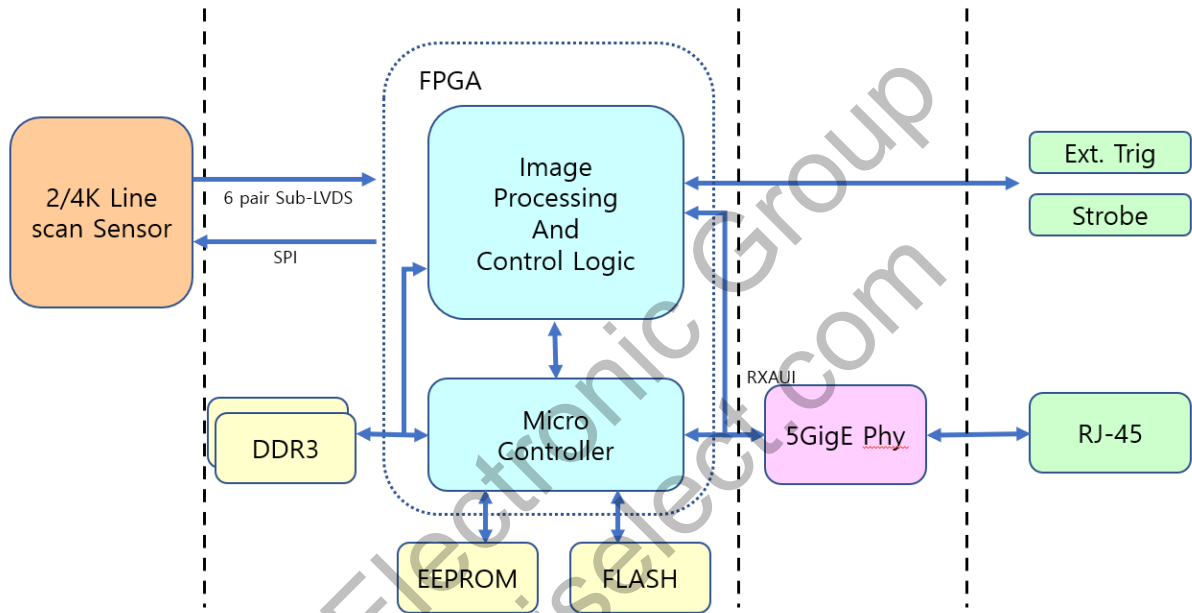 FPGA
2/4K Line
scan Sensor
6 pair Sub-LVDS
SPI
Image
Processing
And
Control Logic
Ext. Trig
Strobe
DDR3
Micro
Controller
RXAUI
5GigE Phy
RJ-45
EEPROM
FLASH
Electronic Group
iselect.com